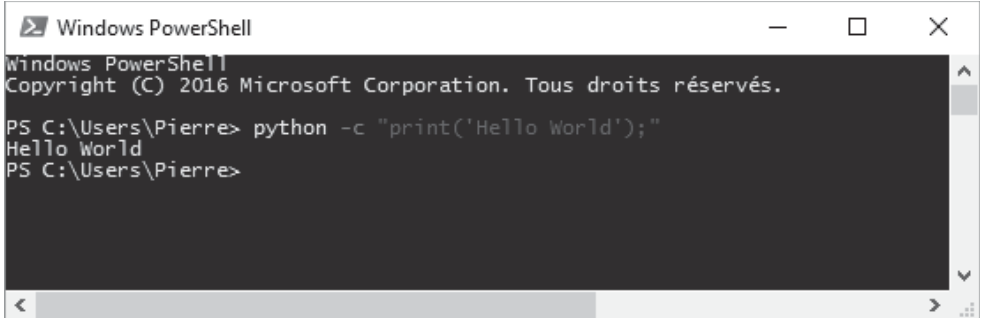 Windows PowerShell
Windows PowerShell
Copyright (C) 2016 Microsoft Corporation. Tous droits réservés.
PS C:\Users\Pierre> python -c "print('Hello World');"
Hello World
PS C:\Users\Pierre>